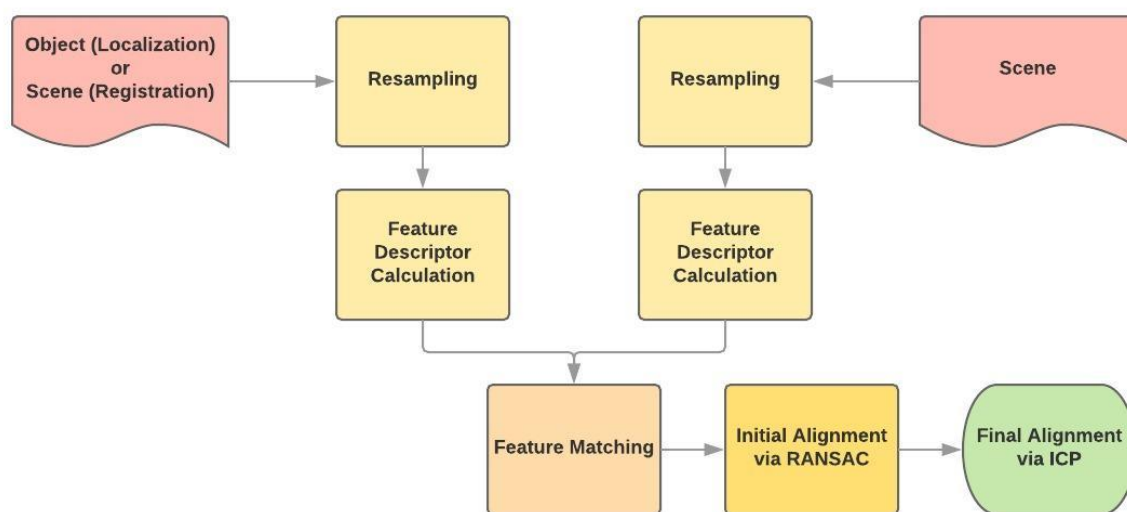 Object (Localization)
or
Scene (Registration)
Resampling
Resampling
Scene
Feature
Descriptor
Calculation
Feature
Descriptor
Calculation
Feature Matching
Initial Alignment
via RANSAC
Final Alignment
via ICP